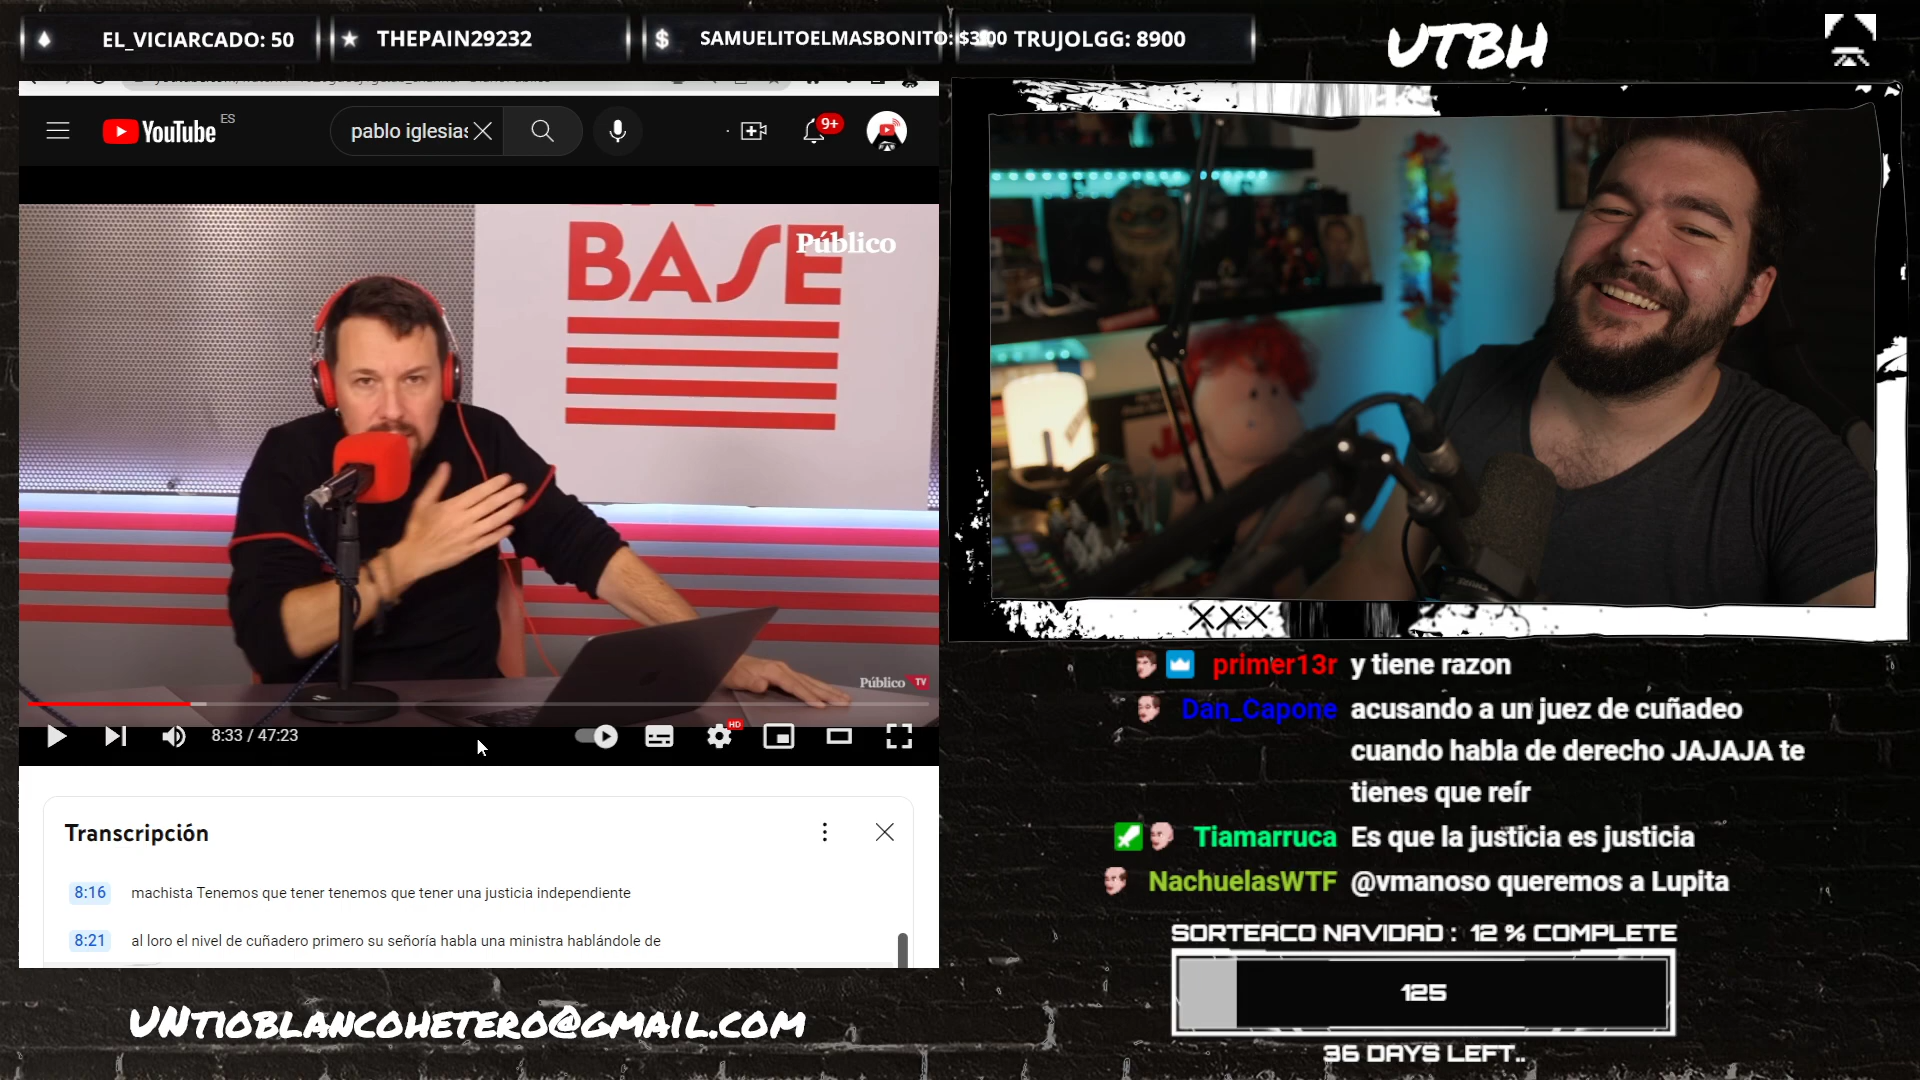 EL_VICIARCADO: 50
THEPAIN29232
SAMUELITOELMASBONITO:
TRUJOLGG: 8900
UTBH
YouTube ES
pablo iglesias
9+
BASE
Público
Público TV
HD
8:33 / 47:23
Transcripción
8:16 machista Tenemos que tener tenemos que tener una justicia independiente
8:21 al loro el nivel de cuñadero primero su señoría habla una ministra hablándole de
UNTIOBLANCOHETERO@GMAIL.COM
XXX
primer13r y tiene razon
Dan_Capone acusando a un juez de cuñadeo
cuando habla de derecho JAJAJA te
tienes que reír
Tiamarruca Es que la justicia es justicia
NachuelasWTF @vmanoso queremos a Lupita
SORTEACO NAVIDAD : 12 % COMPLETE
125
36 DAYS LEFT..